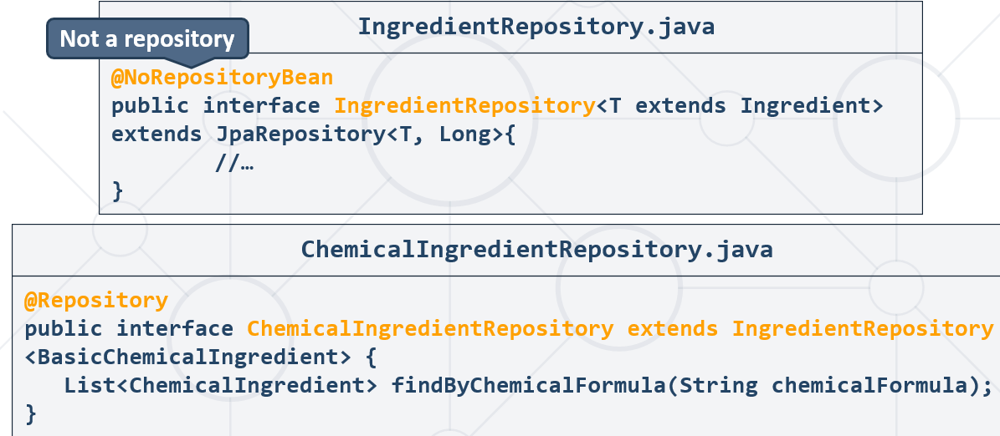 IngredientRepository.java
Not a repository
@NoRepositoryBean
public interface IngredientRepository<T extends Ingredient>
extends JpaRepository<T, Long>{
//…
}
ChemicalIngredientRepository.java
@Repository
public interface ChemicalIngredientRepository extends IngredientRepository
<BasicChemicalIngredient> {
List<ChemicalIngredient> findByChemicalFormula(String chemicalFormula);
}